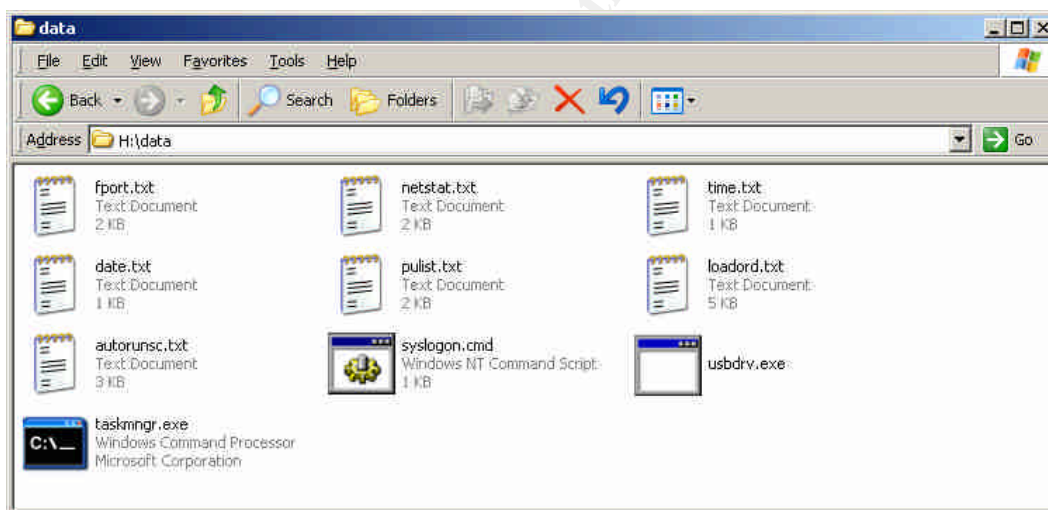 data
File Edit View Favorites Tools Help
Back Search Folders
Address H:\data Go
fport.txt
Text Document
2 KB
netstat.txt
Text Document
2 KB
time.txt
Text Document
1 KB
date.txt
Text Document
1 KB
pulist.txt
Text Document
2 KB
loadord.txt
Text Document
5 KB
autorunsc.txt
Text Document
3 KB
syslogon.cmd
Windows NT Command Script
1 KB
usbdrv.exe
C:\_
taskmngr.exe
Windows Command Processor
Microsoft Corporation